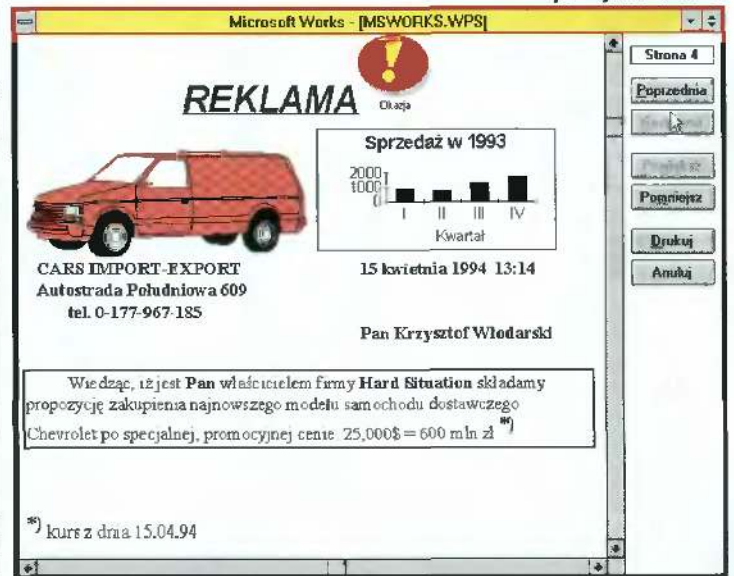 Microsoft Works - [MSWORKS.WPS]
Strona 4
Poprzednia
REKLAMA
Okazja
Sprzedaż w 1993
2000
1000
0
I II III IV
Kwartał
Pomniejsz
Drukuj
Anuluj
CARS IMPORT-EXPORT
Autostrada Południowa 609
tel. 0-177-967-185
15 kwietnia 1994 13:14
Pan Krzysztof Włodarski
Wiedząc, iż jest Pan właścicielem firmy Hard Situation składamy
propozycję zakupienia najnowszego modelu samochodu dostawczego
Chevrolet po specjalnej, promocyjnej cenie 25,000$ = 600 mln zł *)
*) kurs z dnia 15.04.94